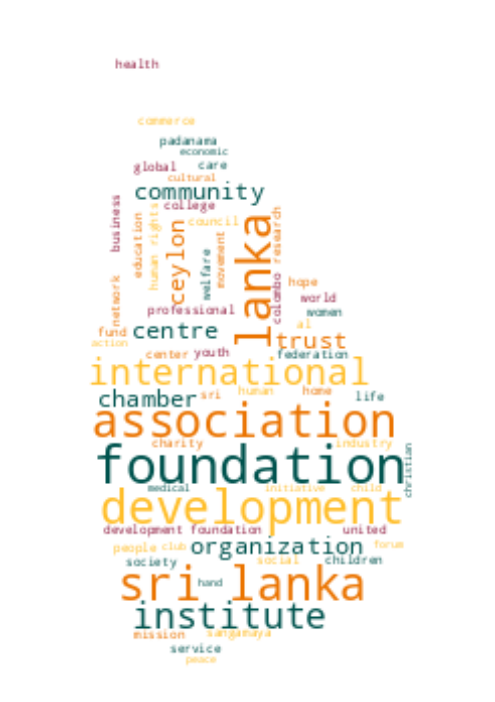 health
commerce
padanama
economic
global care
cultural
community
college
business
education
human rights
ceylon
council
welfare
movement
lanka
research
colombo
network
hope
world
women
professional
al
fund centre trust
action
center youth federation
international
human
chamber sri home life
association
charity industry
foundation
christian
medical initiative child
development
development foundation united
people club organization forum
society social children
sri lanka
hand
institute
mission sangamaya
service
peace